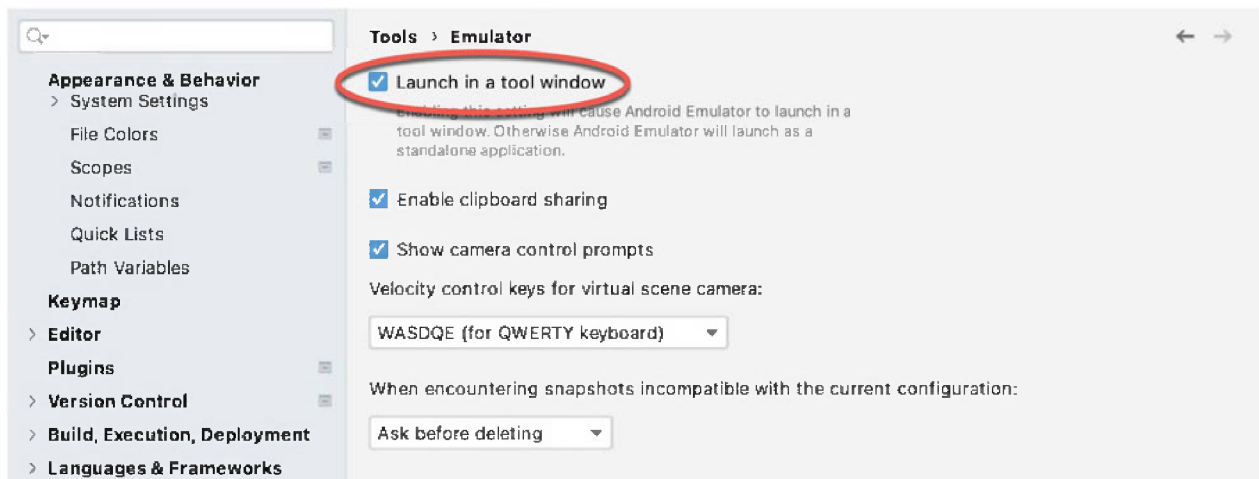 Appearance & Behavior
System Settings
File Colors
Scopes
Notifications
Quick Lists
Path Variables
Keymap
Editor
Plugins
Version Control
Build, Execution, Deployment
Languages & Frameworks
Tools › Emulator
Launch in a tool window
Enabling this setting will cause Android Emulator to launch in a
tool window. Otherwise Android Emulator will launch as a
standalone application.
Enable clipboard sharing
Show camera control prompts
Velocity control keys for virtual scene camera:
WASDQE (for QWERTY keyboard)
When encountering snapshots incompatible with the current configuration:
Ask before deleting